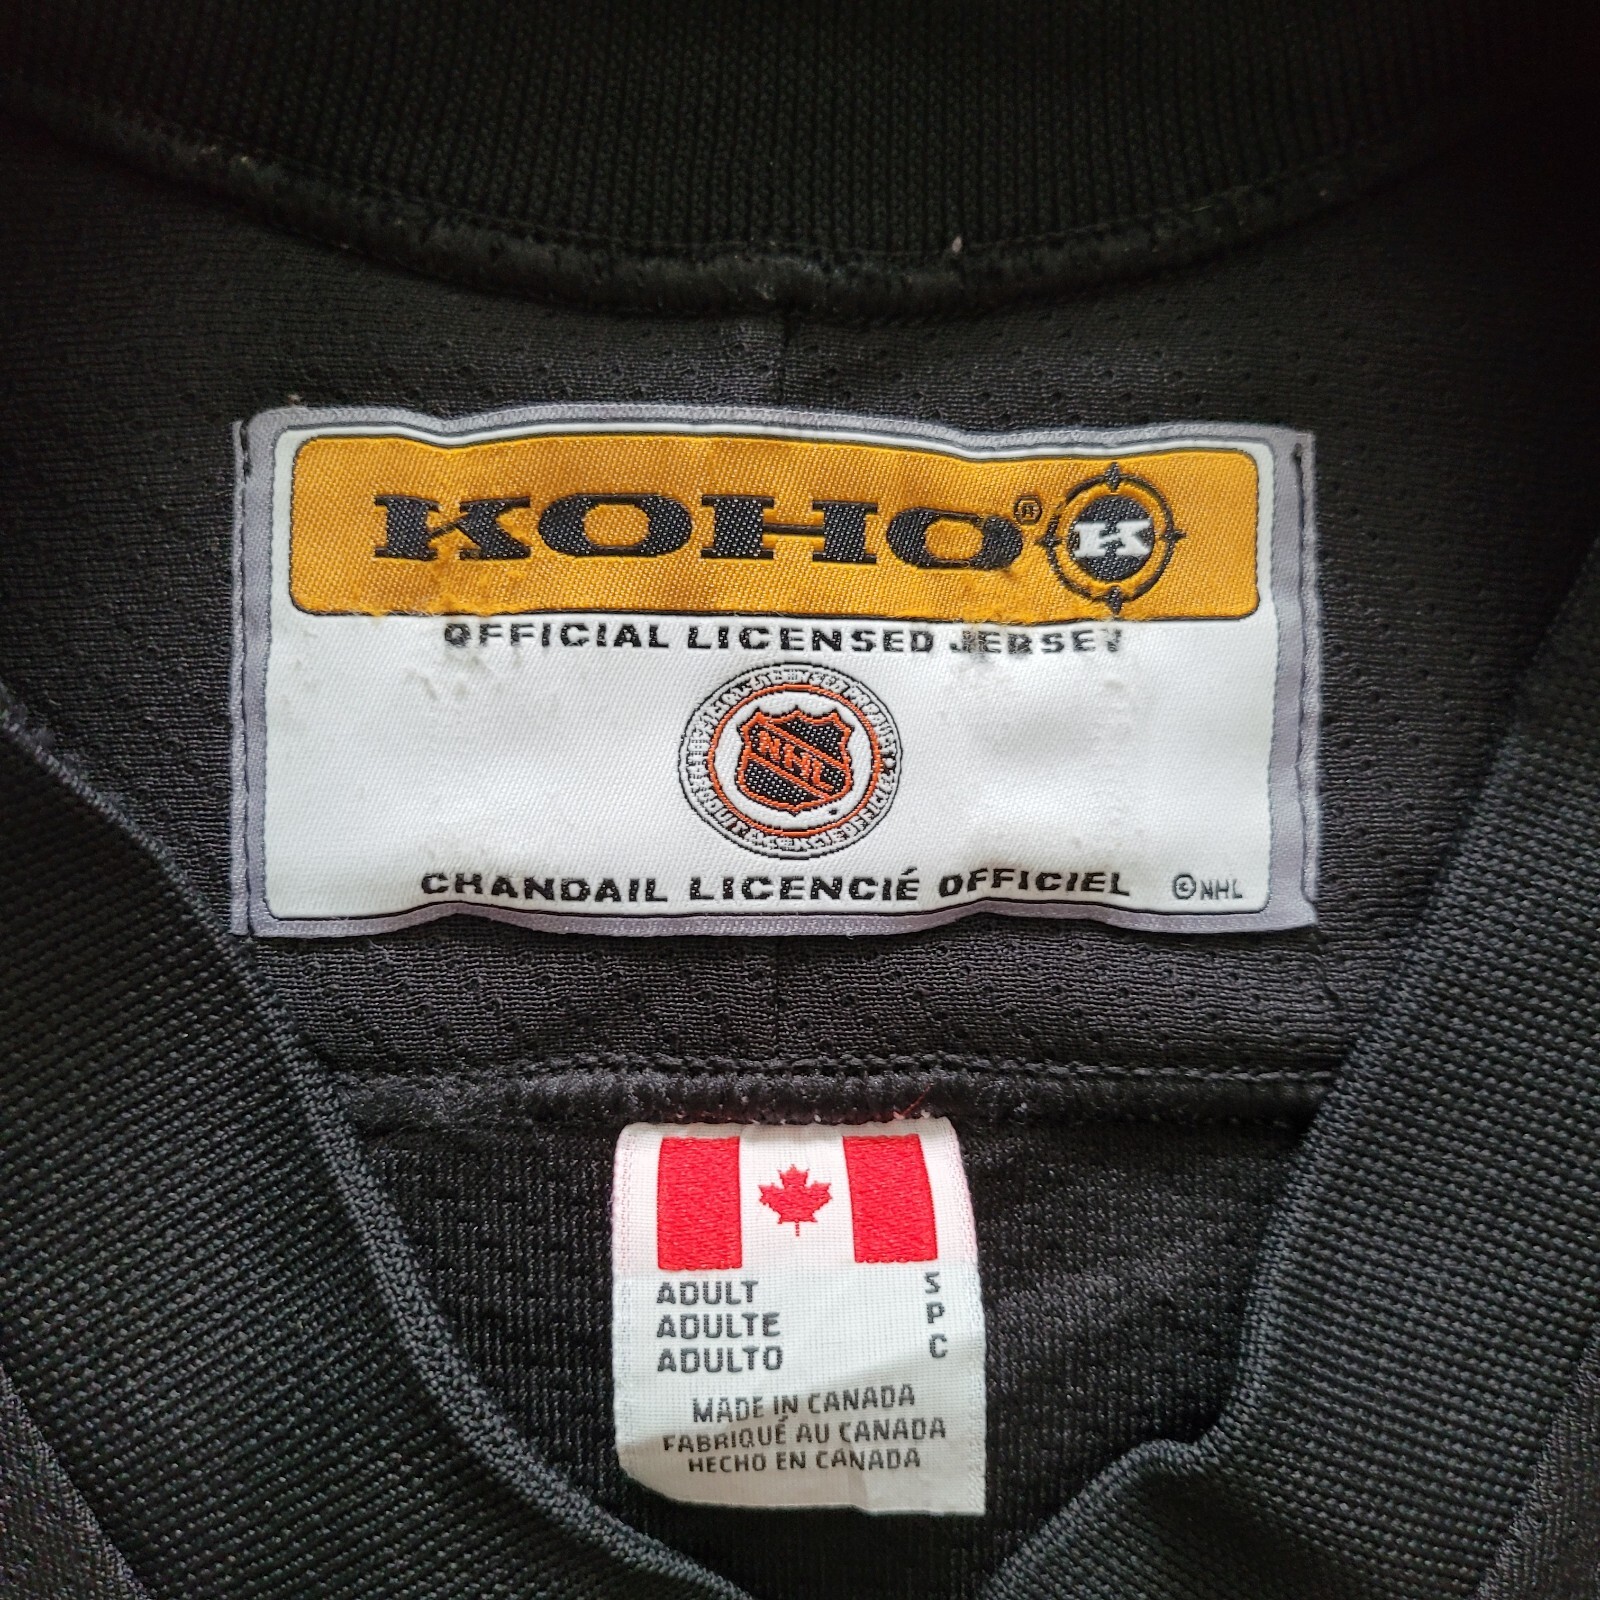 KOHO® K
OFFICIAL LICENSED JERSEY
NHL
CHANDAIL LICENCIÉ OFFICIEL ©NHL
ADULT S
ADULTE P
ADULTO C
MADE IN CANADA
FABRIQUÉ AU CANADA
HECHO EN CANADA